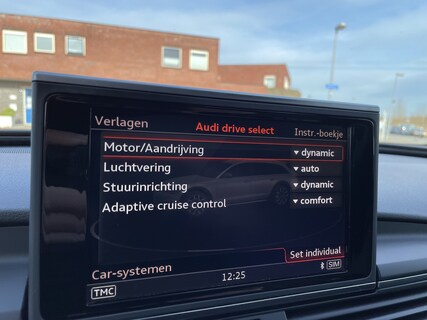 Verlagen Audi drive select Instr.-boekje
Motor/Aandrijving dynamic
Luchtvering auto
Stuurinrichting dynamic
Adaptive cruise control comfort
Set individual
Car-systemen 12:25 SIM
TMC